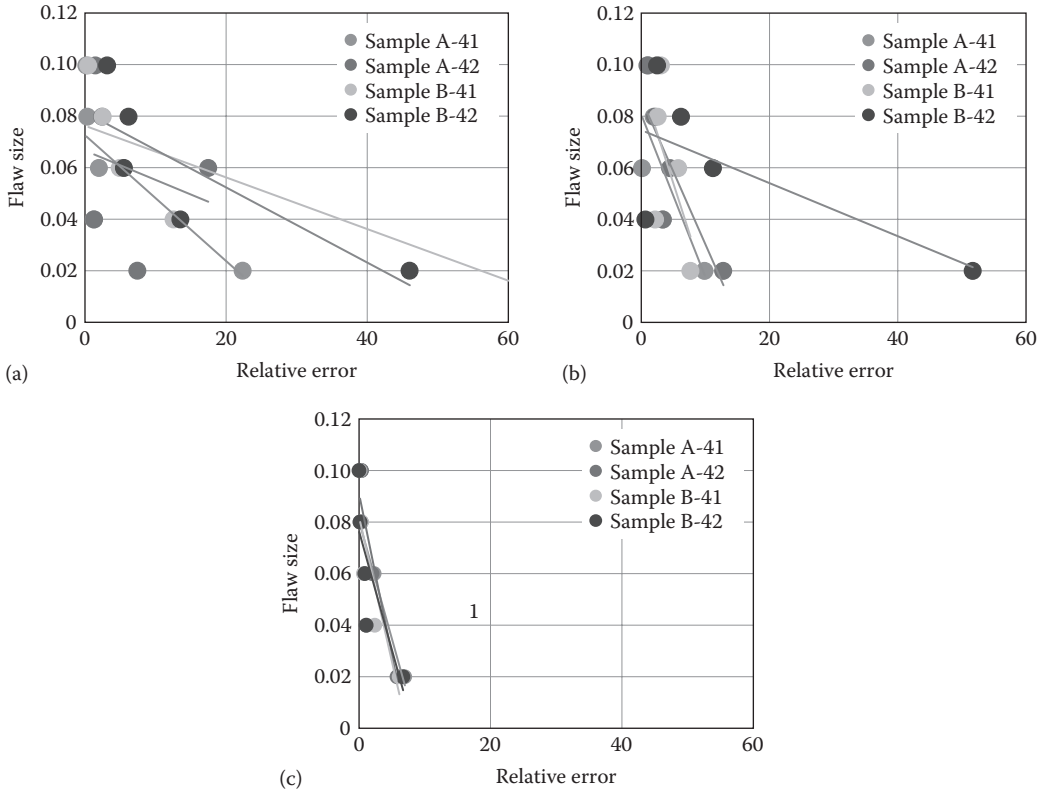 0.12
0.10
0.08
0.06
0.04
0.02
0
Flaw size
0 20 40 60
Relative error
Sample A-41
Sample A-42
Sample B-41
Sample B-42
(a)
0.12
0.10
0.08
0.06
0.04
0.02
0
Flaw size
0 20 40 60
Relative error
Sample A-41
Sample A-42
Sample B-41
Sample B-42
(b)
0.12
0.10
0.08
0.06
0.04
0.02
0
Flaw size
0 20 40 60
Relative error
Sample A-41
Sample A-42
Sample B-41
Sample B-42
1
(c)